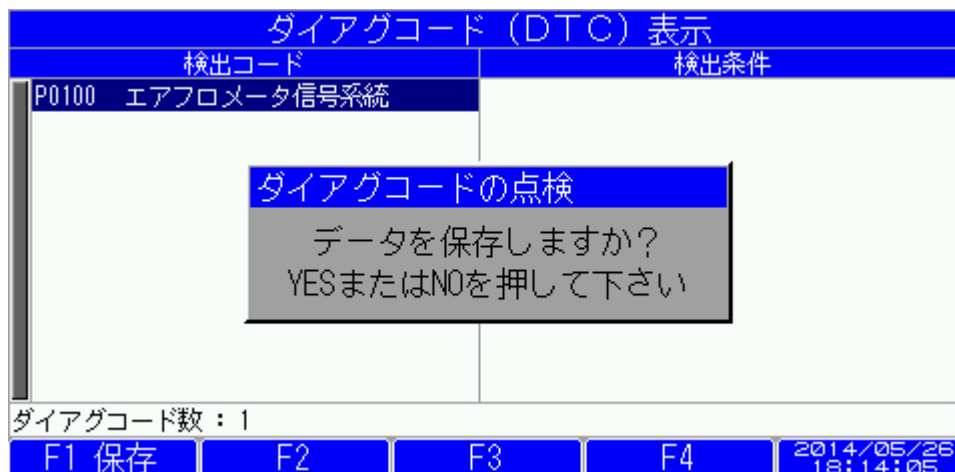 ダイアグコード（DTC）表示
検出コード 検出条件
P0100 エアフロメータ信号系統
ダイアグコードの点検
データを保存しますか？
YESまたはNOを押して下さい
ダイアグコード数：1
F1 保存 F2 F3 F4 2014/05/26
18:14:05